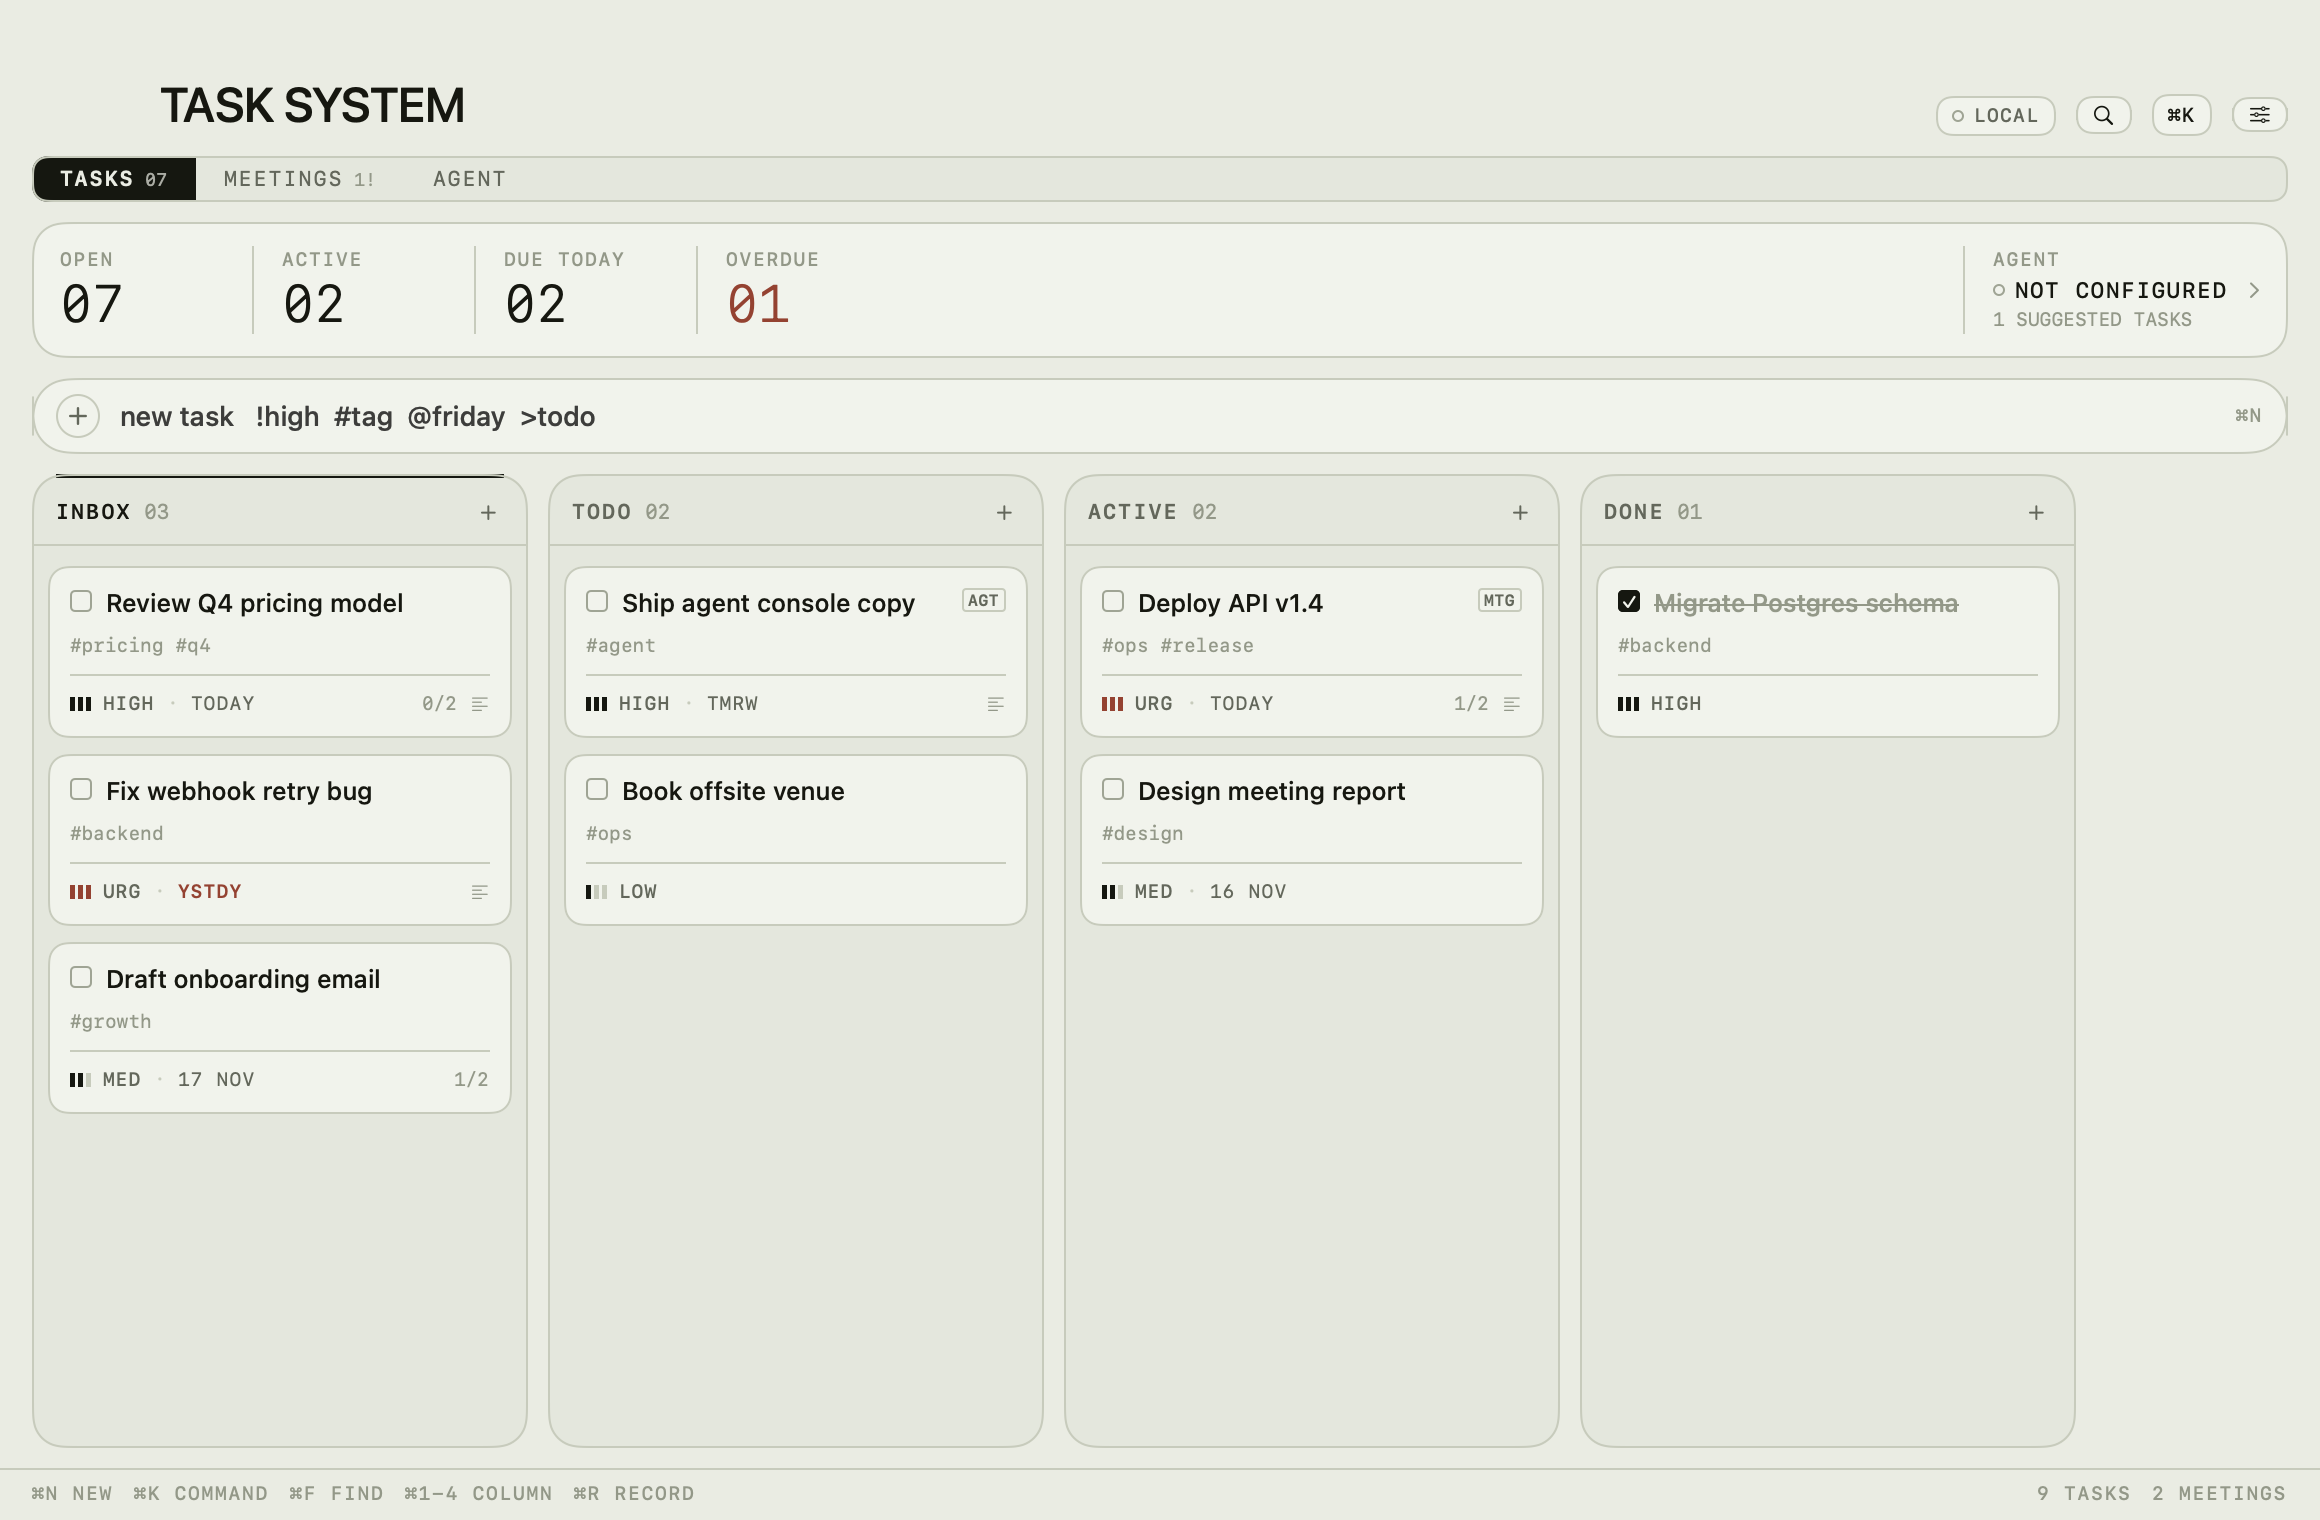 TASK SYSTEM
LOCAL
⌘K
TASKS 07 MEETINGS 1! AGENT
OPEN
07
ACTIVE
02
DUE TODAY
02
OVERDUE
01
AGENT
NOT CONFIGURED
1 SUGGESTED TASKS
new task !high #tag @friday >todo
⌘N
INBOX 03
Review Q4 pricing model
#pricing #q4
HIGH · TODAY 0/2
Fix webhook retry bug
#backend
URG · YSTDY
Draft onboarding email
#growth
MED · 17 NOV 1/2
TODO 02
Ship agent console copy AGT
#agent
HIGH · TMRW
Book offsite venue
#ops
LOW
ACTIVE 02
Deploy API v1.4 MTG
#ops #release
URG · TODAY 1/2
Design meeting report
#design
MED · 16 NOV
DONE 01
Migrate Postgres schema
#backend
HIGH
⌘N NEW ⌘K COMMAND ⌘F FIND ⌘1–4 COLUMN ⌘R RECORD
9 TASKS 2 MEETINGS